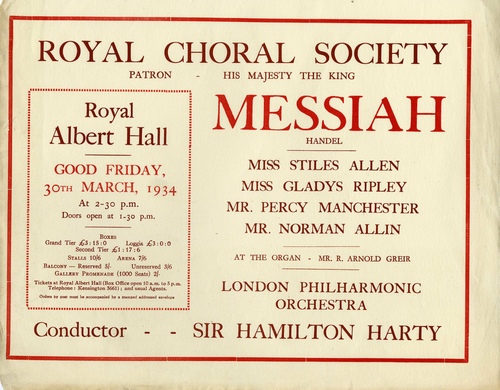 ROYAL CHORAL SOCIETY
PATRON - HIS MAJESTY THE KING
Royal
Albert Hall
GOOD FRIDAY,
30TH MARCH, 1934
At 2-30 p.m.
Doors open at 1-30 p.m.
BOXES
Grand Tier £3:15:0 Loggia £3:0:0
Second Tier £1:17:6
STALLS 10/6 ARENA 7/6
BALCONY — Reserved 5/- Unreserved 3/6
GALLERY PROMENADE (1000 Seats) 2/-
Tickets at Royal Albert Hall (Box Office open 10 a.m. to 5 p.m.
Telephone: Kensington 3661); and usual Agents.
Orders by post must be accompanied by a stamped addressed envelope
MESSIAH
HANDEL
MISS STILES ALLEN
MISS GLADYS RIPLEY
MR. PERCY MANCHESTER
MR. NORMAN ALLIN
AT THE ORGAN - MR. R. ARNOLD GREIR
LONDON PHILHARMONIC
ORCHESTRA
Conductor - - SIR HAMILTON HARTY